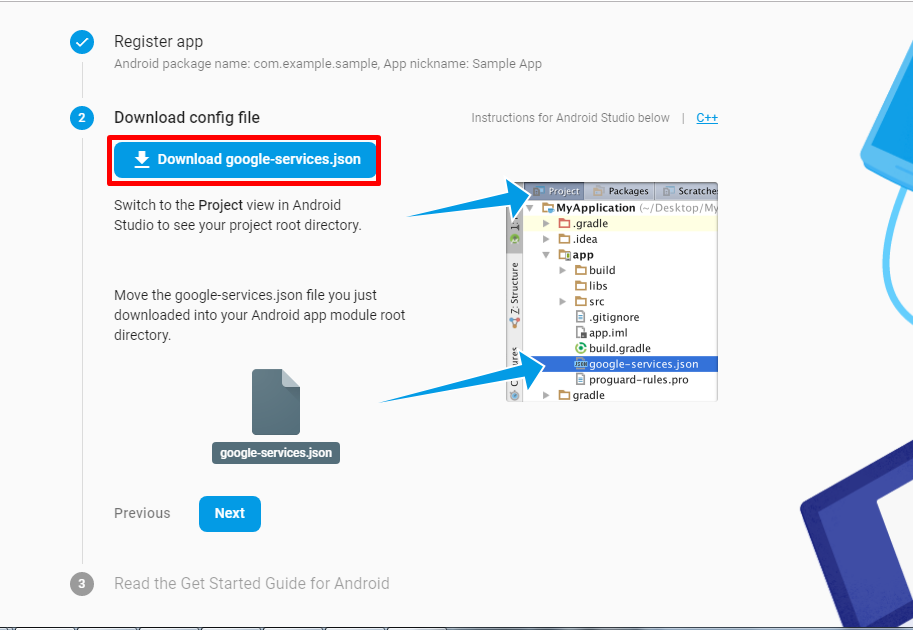 Register app
Android package name: com.example.sample, App nickname: Sample App
2
Download config file
Instructions for Android Studio below | C++
Download google-services.json
Switch to the Project view in Android
Studio to see your project root directory.
Project Packages Scratches
MyApplication (~/Desktop/My
.gradle
.idea
app
build
libs
src
.gitignore
app.iml
build.gradle
google-services.json
proguard-rules.pro
gradle
Z: Structure
Move the google-services.json file you just
downloaded into your Android app module root
directory.
google-services.json
Previous
Next
3
Read the Get Started Guide for Android